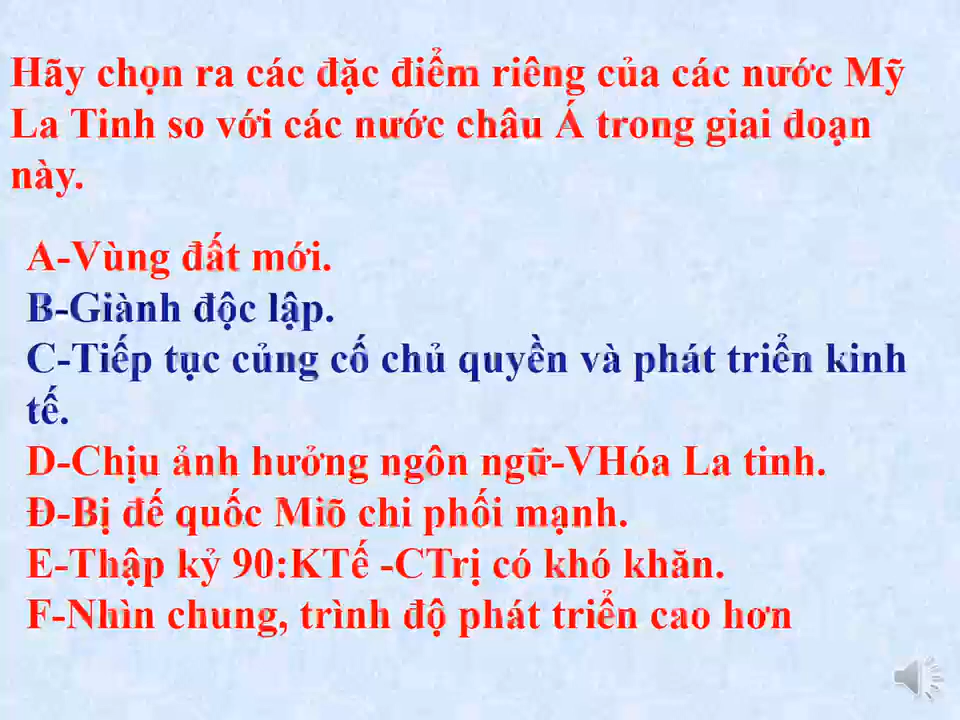 Hãy chọn ra các đặc điểm riêng của các nước Mỹ
La Tinh so với các nước châu Á trong giai đoạn
này.
A-Vùng đất mới.
B-Giành độc lập.
C-Tiếp tục củng cố chủ quyền và phát triển kinh
tế.
D-Chịu ảnh hưởng ngôn ngữ-VHóa La tinh.
Đ-Bị đế quốc Miõ chi phối mạnh.
E-Thập kỷ 90:KTế -CTrị có khó khăn.
F-Nhìn chung, trình độ phát triển cao hơn